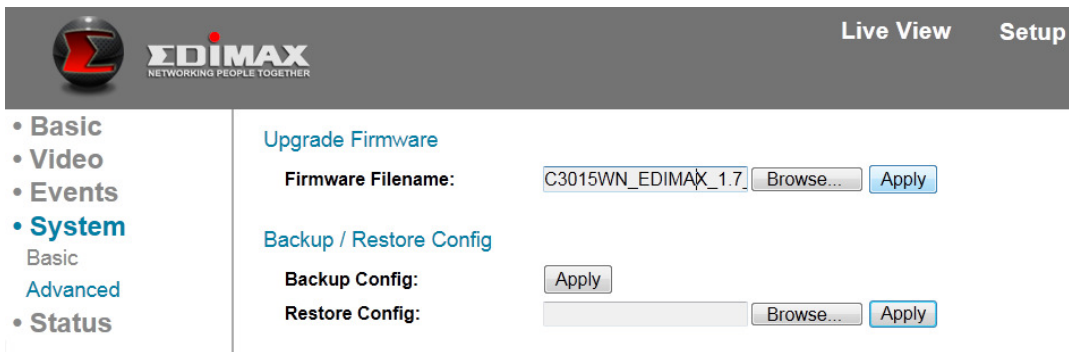 Live View Setup
EDIMAX
NETWORKING PEOPLE TOGETHER
• Basic
• Video
• Events
• System
Basic
Advanced
• Status
Upgrade Firmware
Firmware Filename: C3015WN_EDIMAX_1.7_ Browse... Apply
Backup / Restore Config
Backup Config: Apply
Restore Config: Browse... Apply